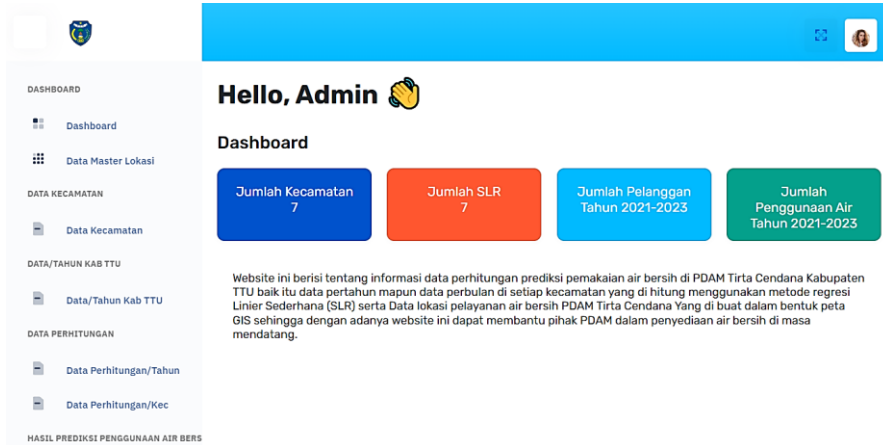 Hello, Admin 👋
DASHBOARD
Dashboard
Data Master Lokasi
DATA KECAMATAN
Data Kecamatan
DATA/TAHUN KAB TTU
Data/Tahun Kab TTU
DATA PERHITUNGAN
Data Perhitungan/Tahun
Data Perhitungan/Kec
HASIL PREDIKSI PENGGUNAAN AIR BERS
Dashboard
Jumlah Kecamatan
7
Jumlah SLR
7
Jumlah Pelanggan
Tahun 2021-2023
Jumlah
Penggunaan Air
Tahun 2021-2023
Website ini berisi tentang informasi data perhitungan prediksi pemakaian air bersih di PDAM Tirta Cendana Kabupaten
TTU baik itu data pertahun mapun data perbulan di setiap kecamatan yang di hitung menggunakan metode regresi
Linier Sederhana (SLR) serta Data lokasi pelayanan air bersih PDAM Tirta Cendana Yang di buat dalam bentuk peta
GIS sehingga dengan adanya website ini dapat membantu pihak PDAM dalam penyediaan air bersih di masa
mendatang.